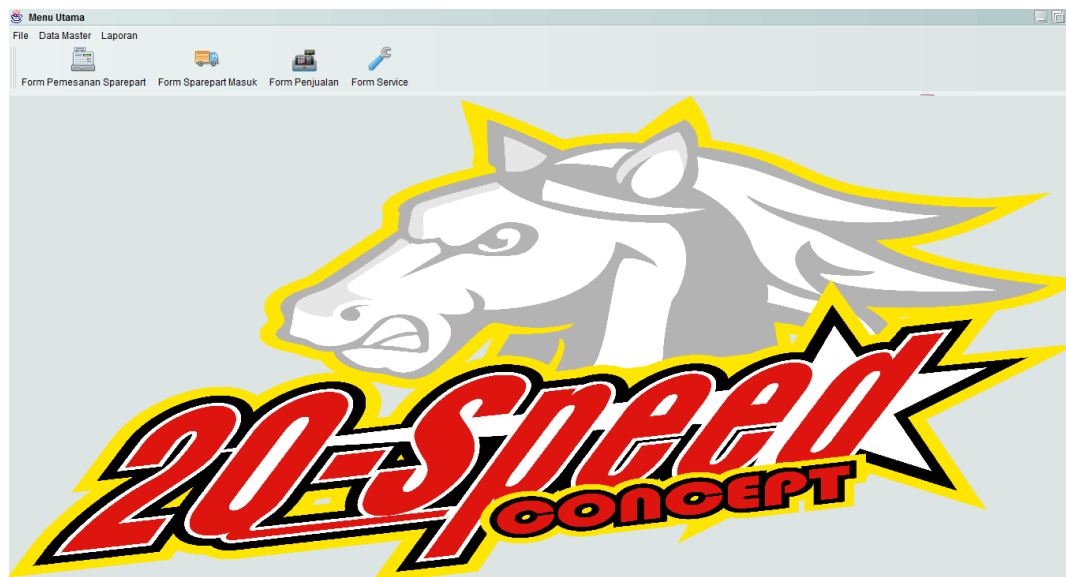 Menu Utama
File Data Master Laporan
Form Pemesanan Sparepart Form Sparepart Masuk Form Penjualan Form Service
20-Speed
CONCEPT